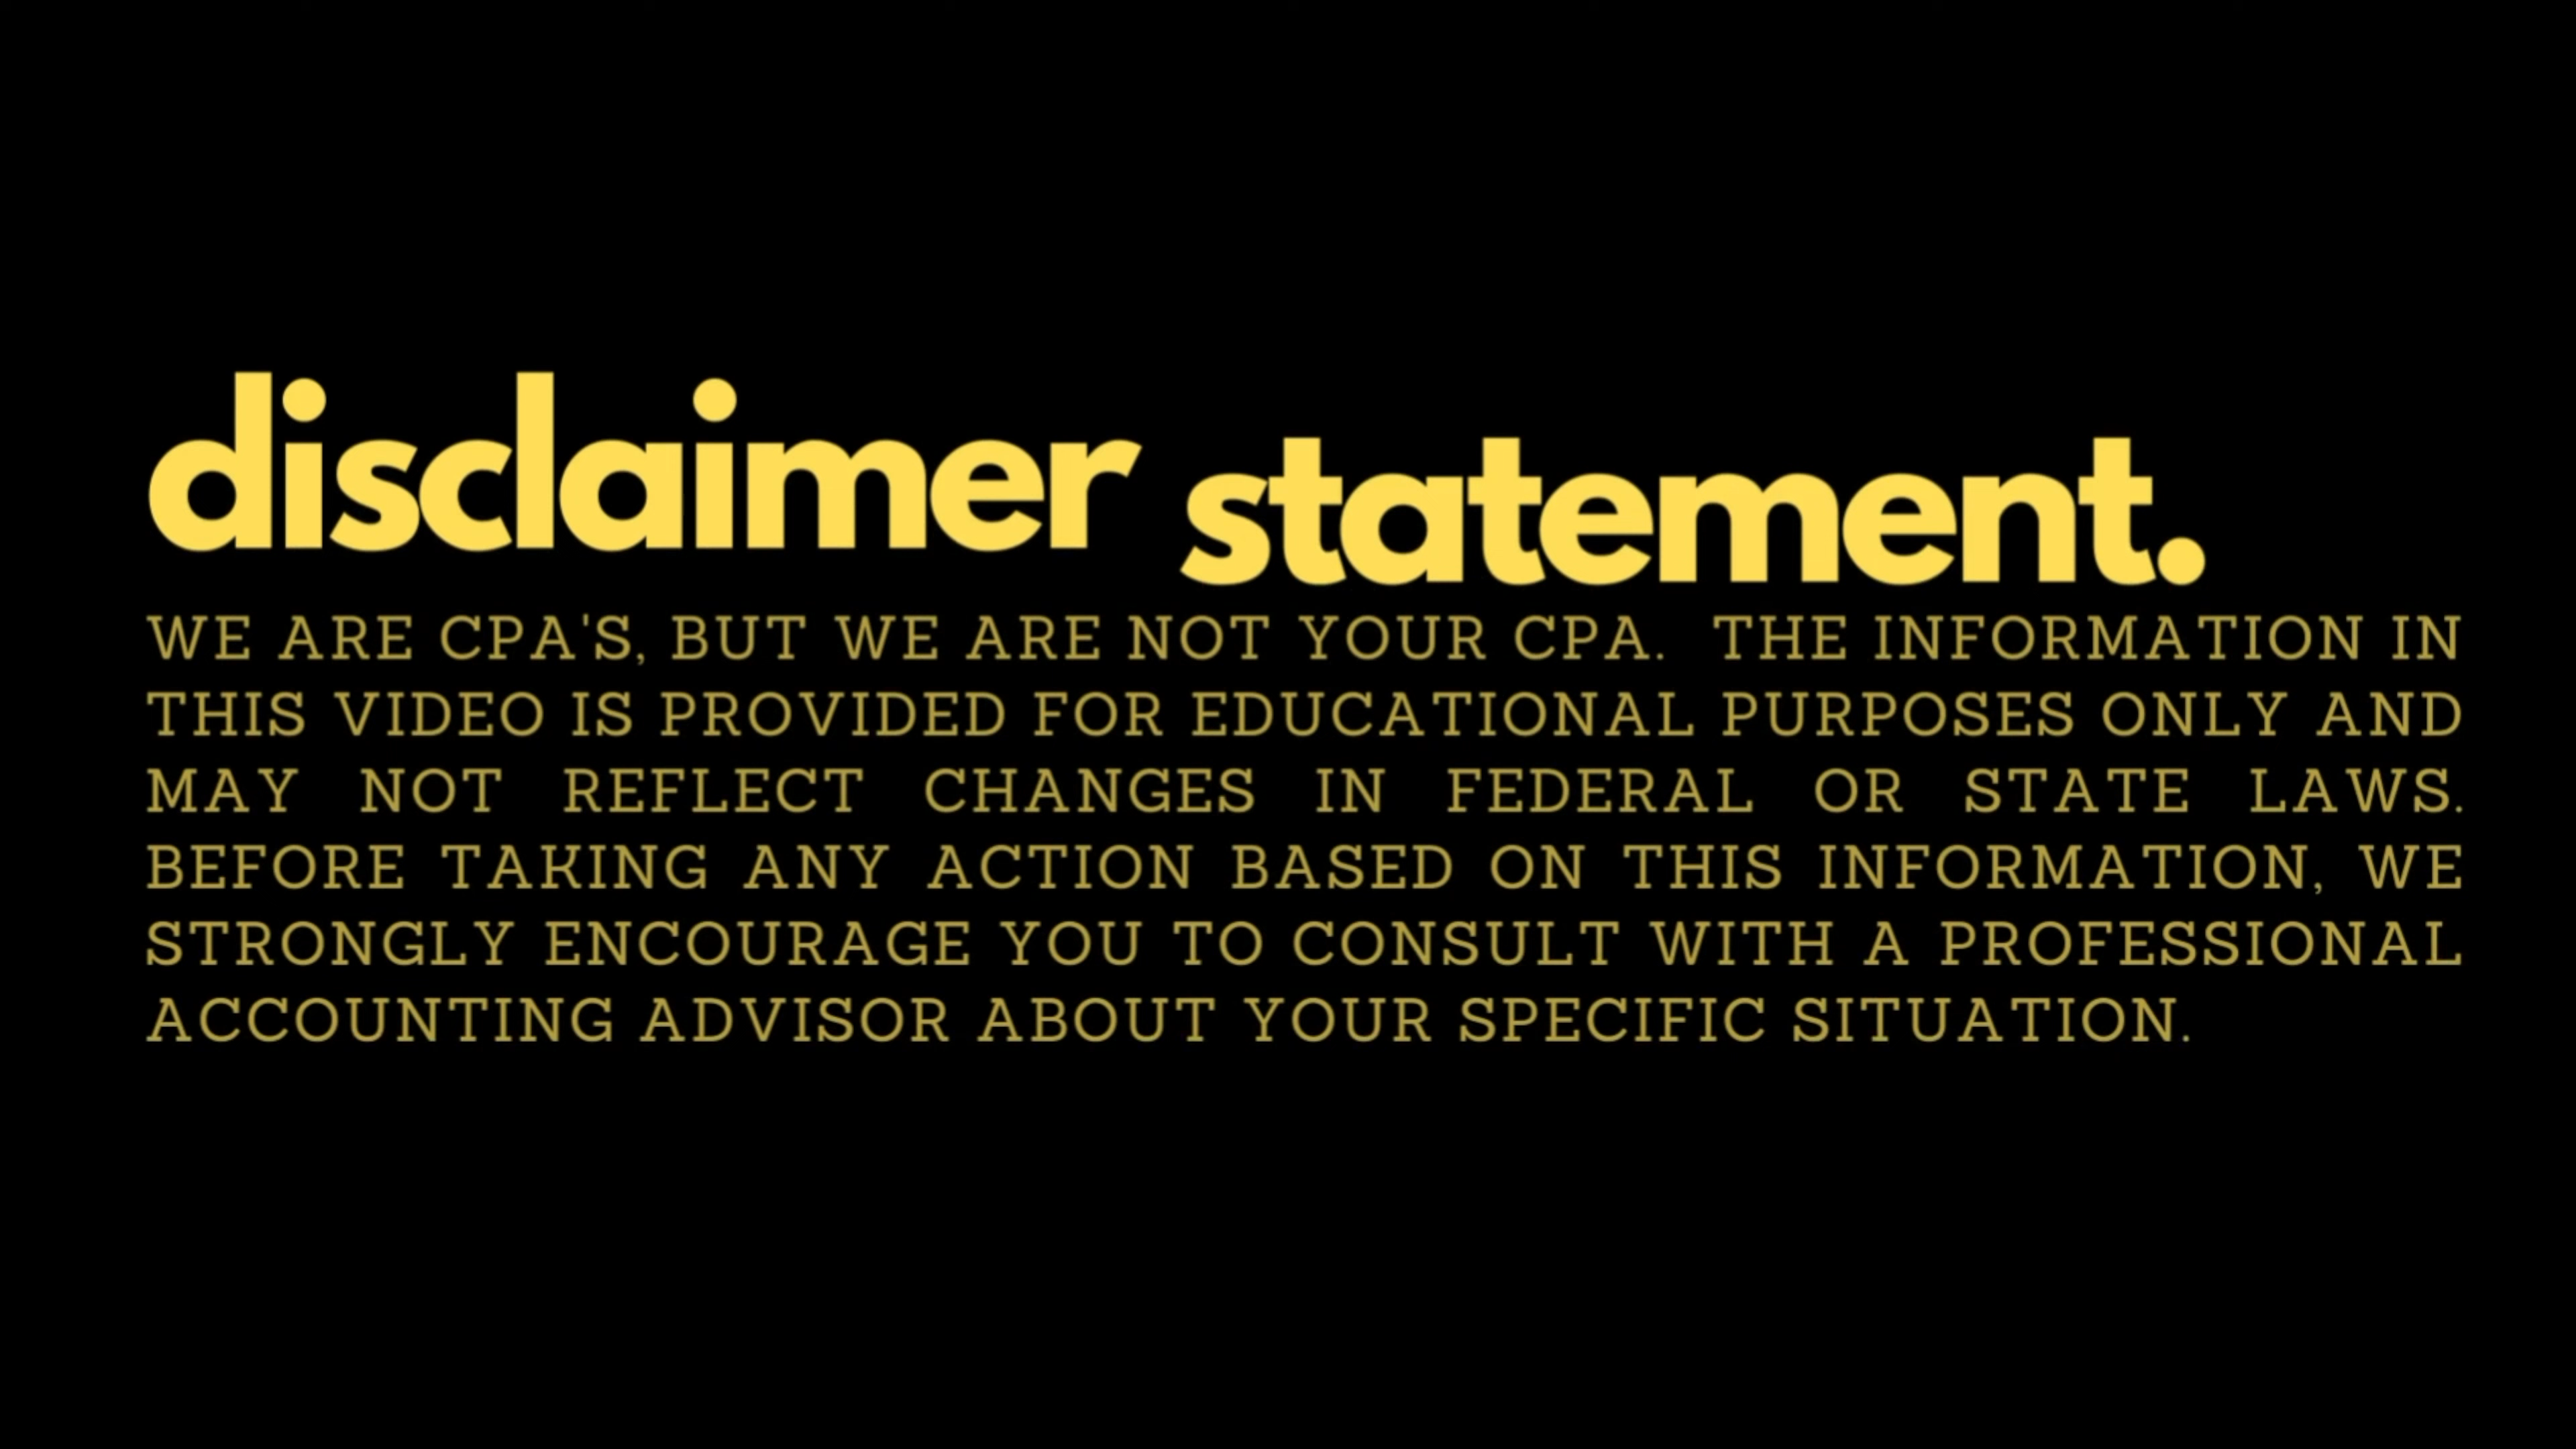 disclaimer statement.
WE ARE CPA'S, BUT WE ARE NOT YOUR CPA. THE INFORMATION IN
THIS VIDEO IS PROVIDED FOR EDUCATIONAL PURPOSES ONLY AND
MAY NOT REFLECT CHANGES IN FEDERAL OR STATE LAWS.
BEFORE TAKING ANY ACTION BASED ON THIS INFORMATION, WE
STRONGLY ENCOURAGE YOU TO CONSULT WITH A PROFESSIONAL
ACCOUNTING ADVISOR ABOUT YOUR SPECIFIC SITUATION.